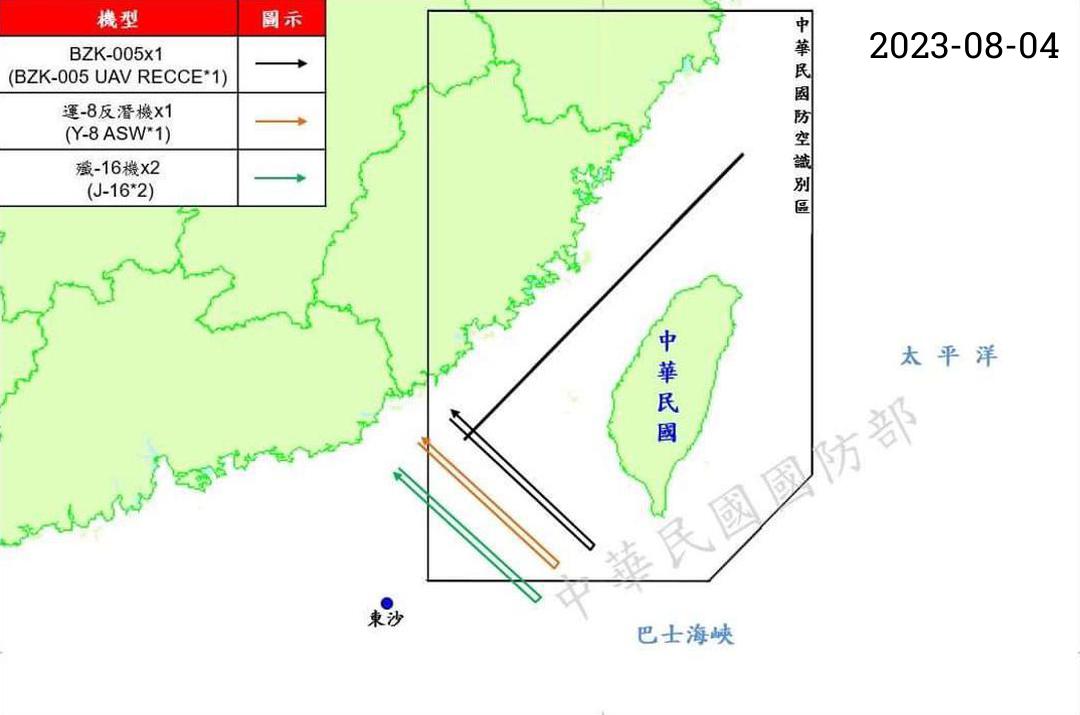 機型
圖示
BZK-005x1
(BZK-005 UAV RECCE*1)
運-8反潛機x1
(Y-8 ASW*1)
殲-16機x2
(J-16*2)
2023-08-04
中華民國防空識別區
中華民國
太平洋
中華民國國防部
東沙
巴士海峽